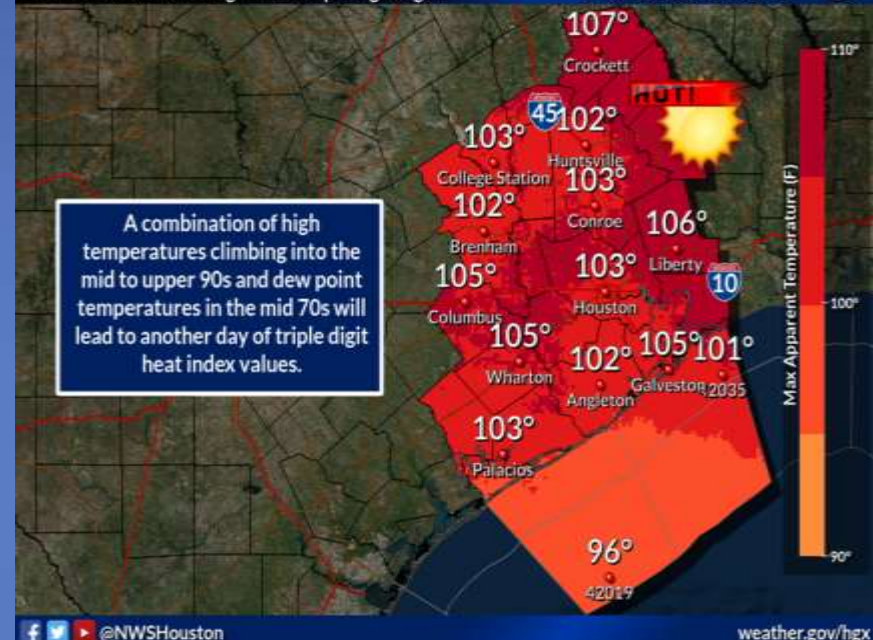 107°
Crockett
HOT!
45
102°
Huntsville
103°
College Station
103°
Conroe
102°
Brenham
106°
Liberty
10
105°
Columbus
103°
Houston
105°
Wharton
102°
Angleton
105°
Galveston
101°
42035
103°
Palacios
96°
42019
A combination of high
temperatures climbing into the
mid to upper 90s and dew point
temperatures in the mid 70s will
lead to another day of triple digit
heat index values.
Max Apparent Temperature (F)
110°
100°
90°
@NWSHouston
weather.gov/hgx